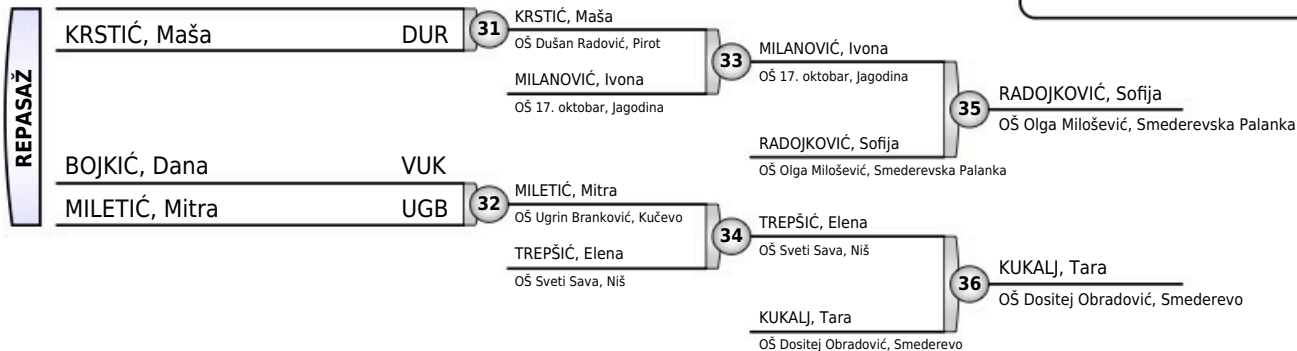 REPASAŽ
KRSTIĆ, Maša DUR
BOJKIĆ, Dana VUK
MILETIĆ, Mitra UGB
31
KRSTIĆ, Maša
OŠ Dušan Radović, Pirot
MILANOVIĆ, Ivona
OŠ 17. oktobar, Jagodina
32
MILETIĆ, Mitra
OŠ Ugrin Branković, Kučevo
TREPŠIĆ, Elena
OŠ Sveti Sava, Niš
33
MILANOVIĆ, Ivona
OŠ 17. oktobar, Jagodina
RADOJKOVIĆ, Sofija
OŠ Olga Milošević, Smederevska Palanka
34
TREPŠIĆ, Elena
OŠ Sveti Sava, Niš
KUKALJ, Tara
OŠ Dositej Obradović, Smederevo
35
RADOJKOVIĆ, Sofija
OŠ Olga Milošević, Smederevska Palanka
36
KUKALJ, Tara
OŠ Dositej Obradović, Smederevo